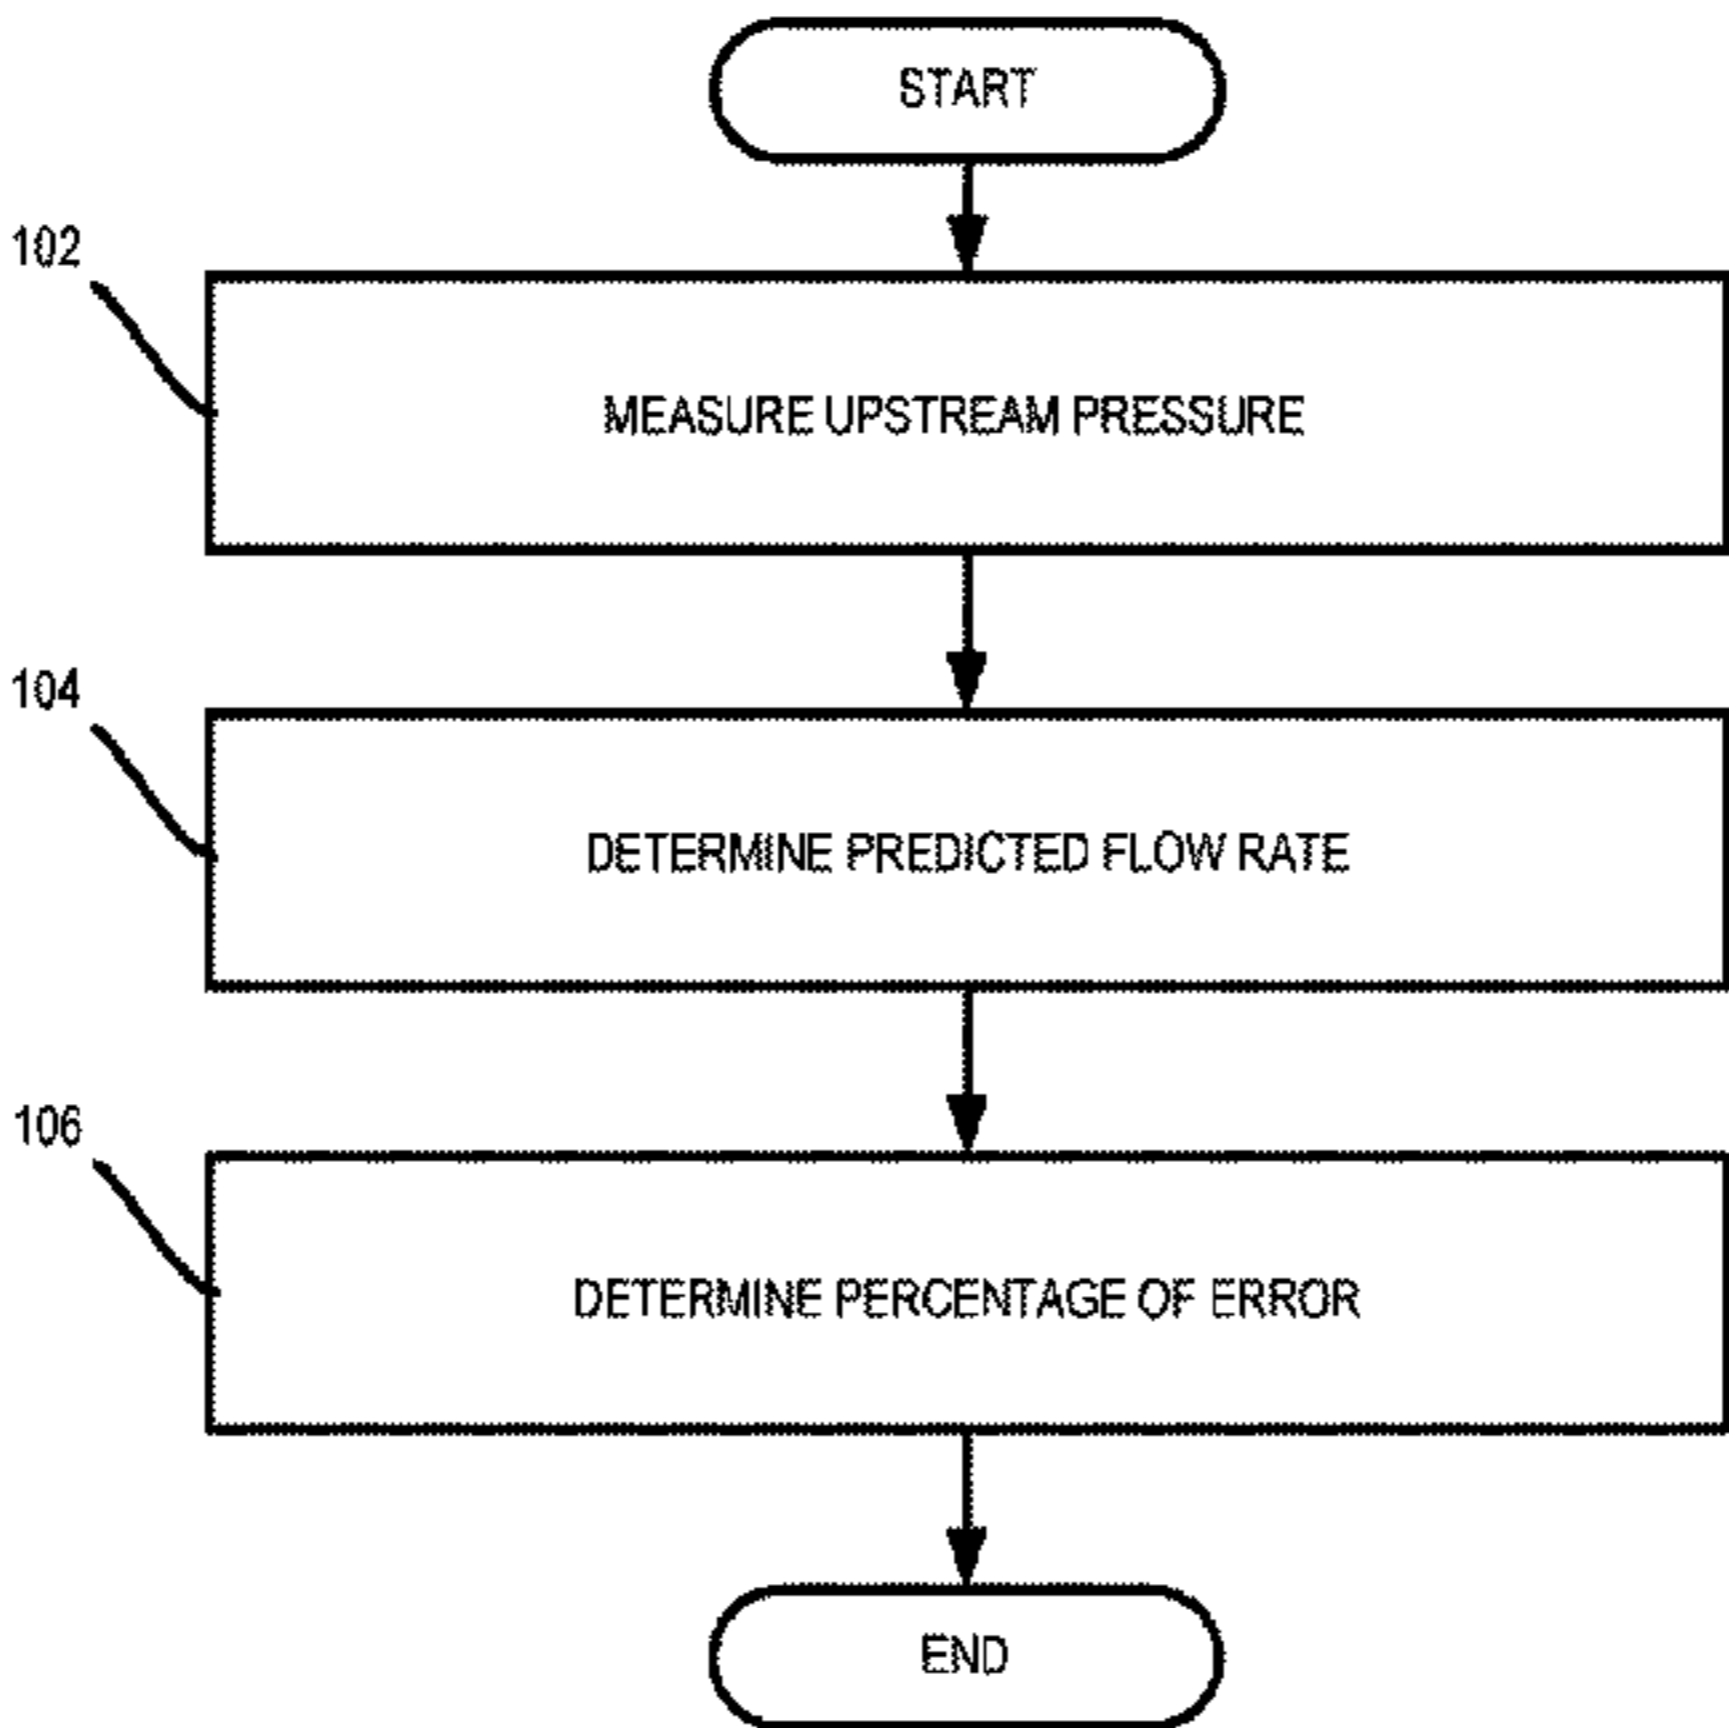 START
102
MEASURE UPSTREAM PRESSURE
104
DETERMINE PREDICTED FLOW RATE
106
DETERMINE PERCENTAGE OF ERROR
END